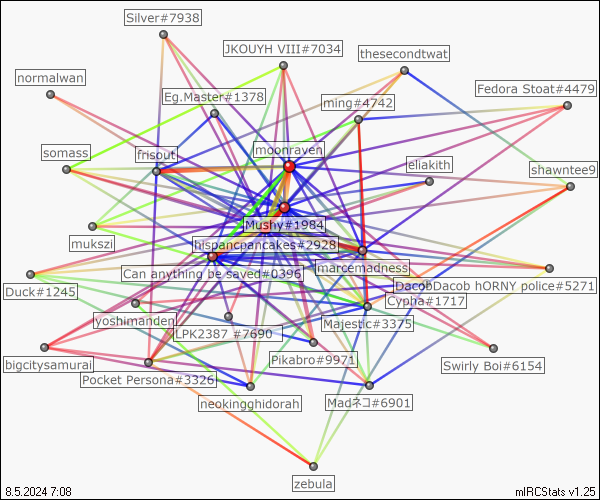 Silver#7938
JKOUYH VIII#7034
thesecondtwat
normalwan
Fedora Stoat#4479
Eg.Master#1378
ming#4742
somass
frisout
moonraven
eliakith
shawntee9
Mushy#1984
mukszi
hispancpancakes#2928
marcemadness
Can anything be saved#0396
DacobDacob hORNY police#5271
Duck#1245
Cypha#1717
yoshimanden
Majestic#3375
LPK2387 #7690
Pikabro#9971
bigcitysamurai
Swirly Boi#6154
Pocket Persona#3326
neokingghidorah
Madネコ#6901
zebula
8.5.2024 7:08
mIRCStats v1.25